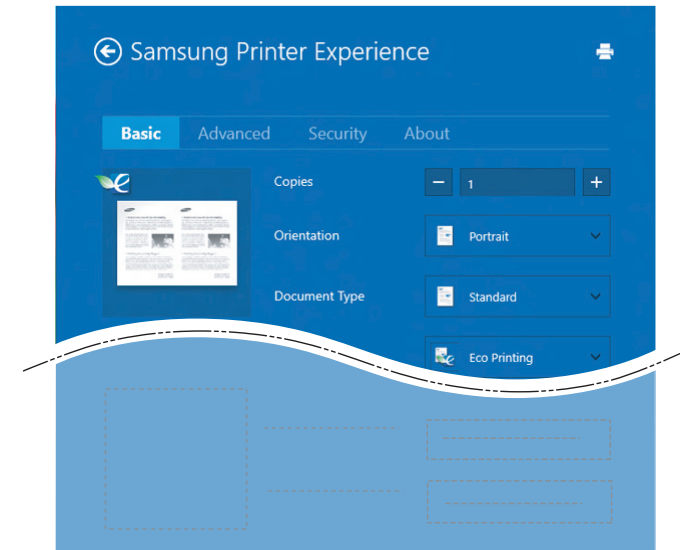 Samsung Printer Experience
Basic Advanced Security About
Copies 1
Orientation Portrait
Document Type Standard
Eco Printing